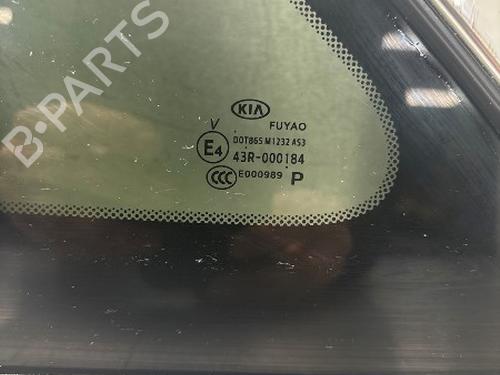 B-PARTS
KIA
V FUYAO
E4 DOT865 M1232 AS3
43R-000184
CCC E000989 P